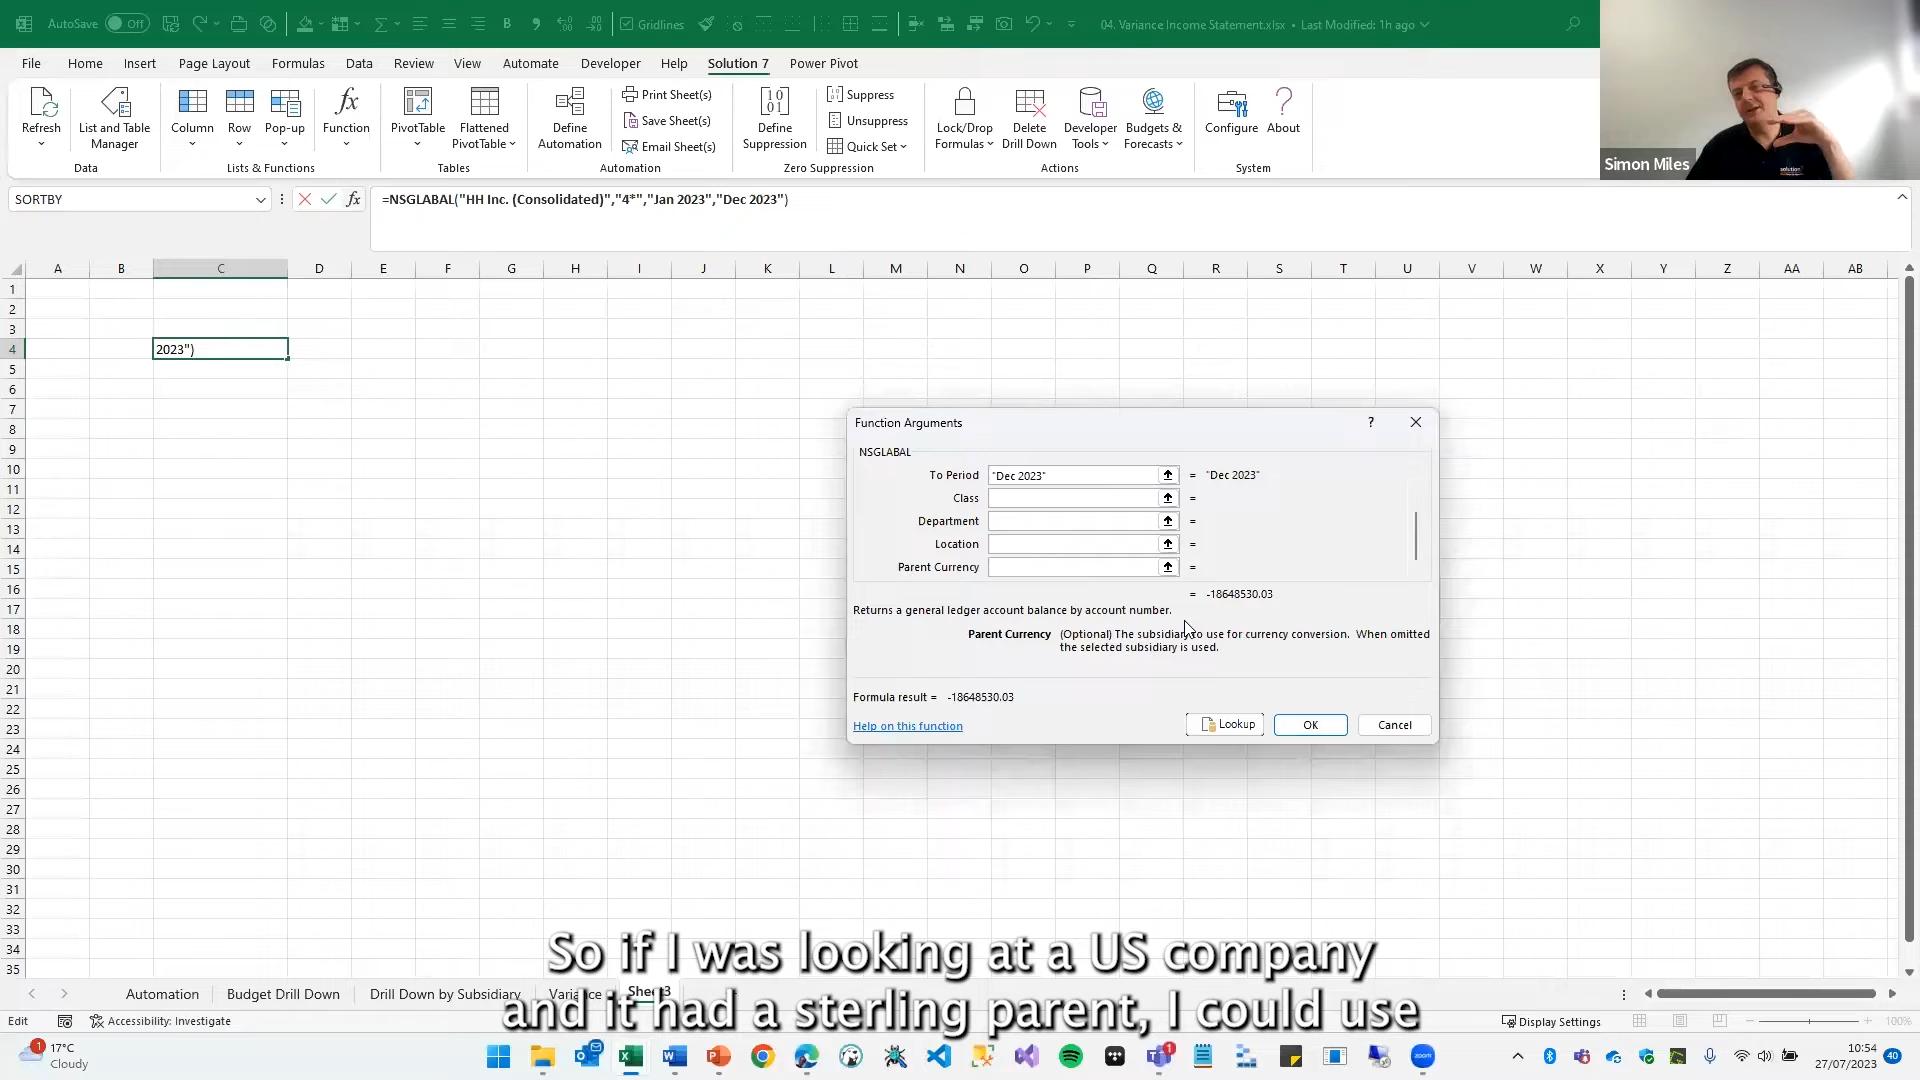 AutoSave Off Gridlines 04. Variance Income Statement.xlsx • Last Modified: 1h ago
File Home Insert Page Layout Formulas Data Review View Automate Developer Help Solution 7 Power Pivot
Refresh
List and Table
Manager
Data
Column
Row
Pop-up
Function
Lists & Functions
PivotTable
Flattened
PivotTable
Tables
Define
Automation
Print Sheet(s)
Save Sheet(s)
Email Sheet(s)
Automation
Define
Suppression
Suppress
Unsuppress
Quick Set
Zero Suppression
Lock/Drop
Formulas
Delete
Drill Down
Developer
Tools
Budgets &
Forecasts
Actions
Configure
About
System
solution
Simon Miles
SORTBY
fx
=NSGLABAL("HH Inc. (Consolidated)","4*","Jan 2023","Dec 2023")
A B C D E F G H I J K L M N O P Q R S T U V W X Y Z AA AB
1
2
3
4 2023")
5
6
7
8
9
10
11
12
13
14
15
16
17
18
19
20
21
22
23
24
25
26
27
28
29
30
31
32
33
34
35
Function Arguments ?
NSGLABAL
To Period "Dec 2023" = "Dec 2023"
Class =
Department =
Location =
Parent Currency =
= -18648530.03
Returns a general ledger account balance by account number.
Parent Currency (Optional) The subsidiary to use for currency conversion. When omitted
the selected subsidiary is used.
Formula result = -18648530.03
Help on this function Lookup OK Cancel
So if I was looking at a US company
and it had a sterling parent, I could use
Automation Budget Drill Down Drill Down by Subsidiary Variance Sheet3
Edit Accessibility: Investigate Display Settings 100%
1 17°C
Cloudy
zoom
1
10:54
27/07/2023
40